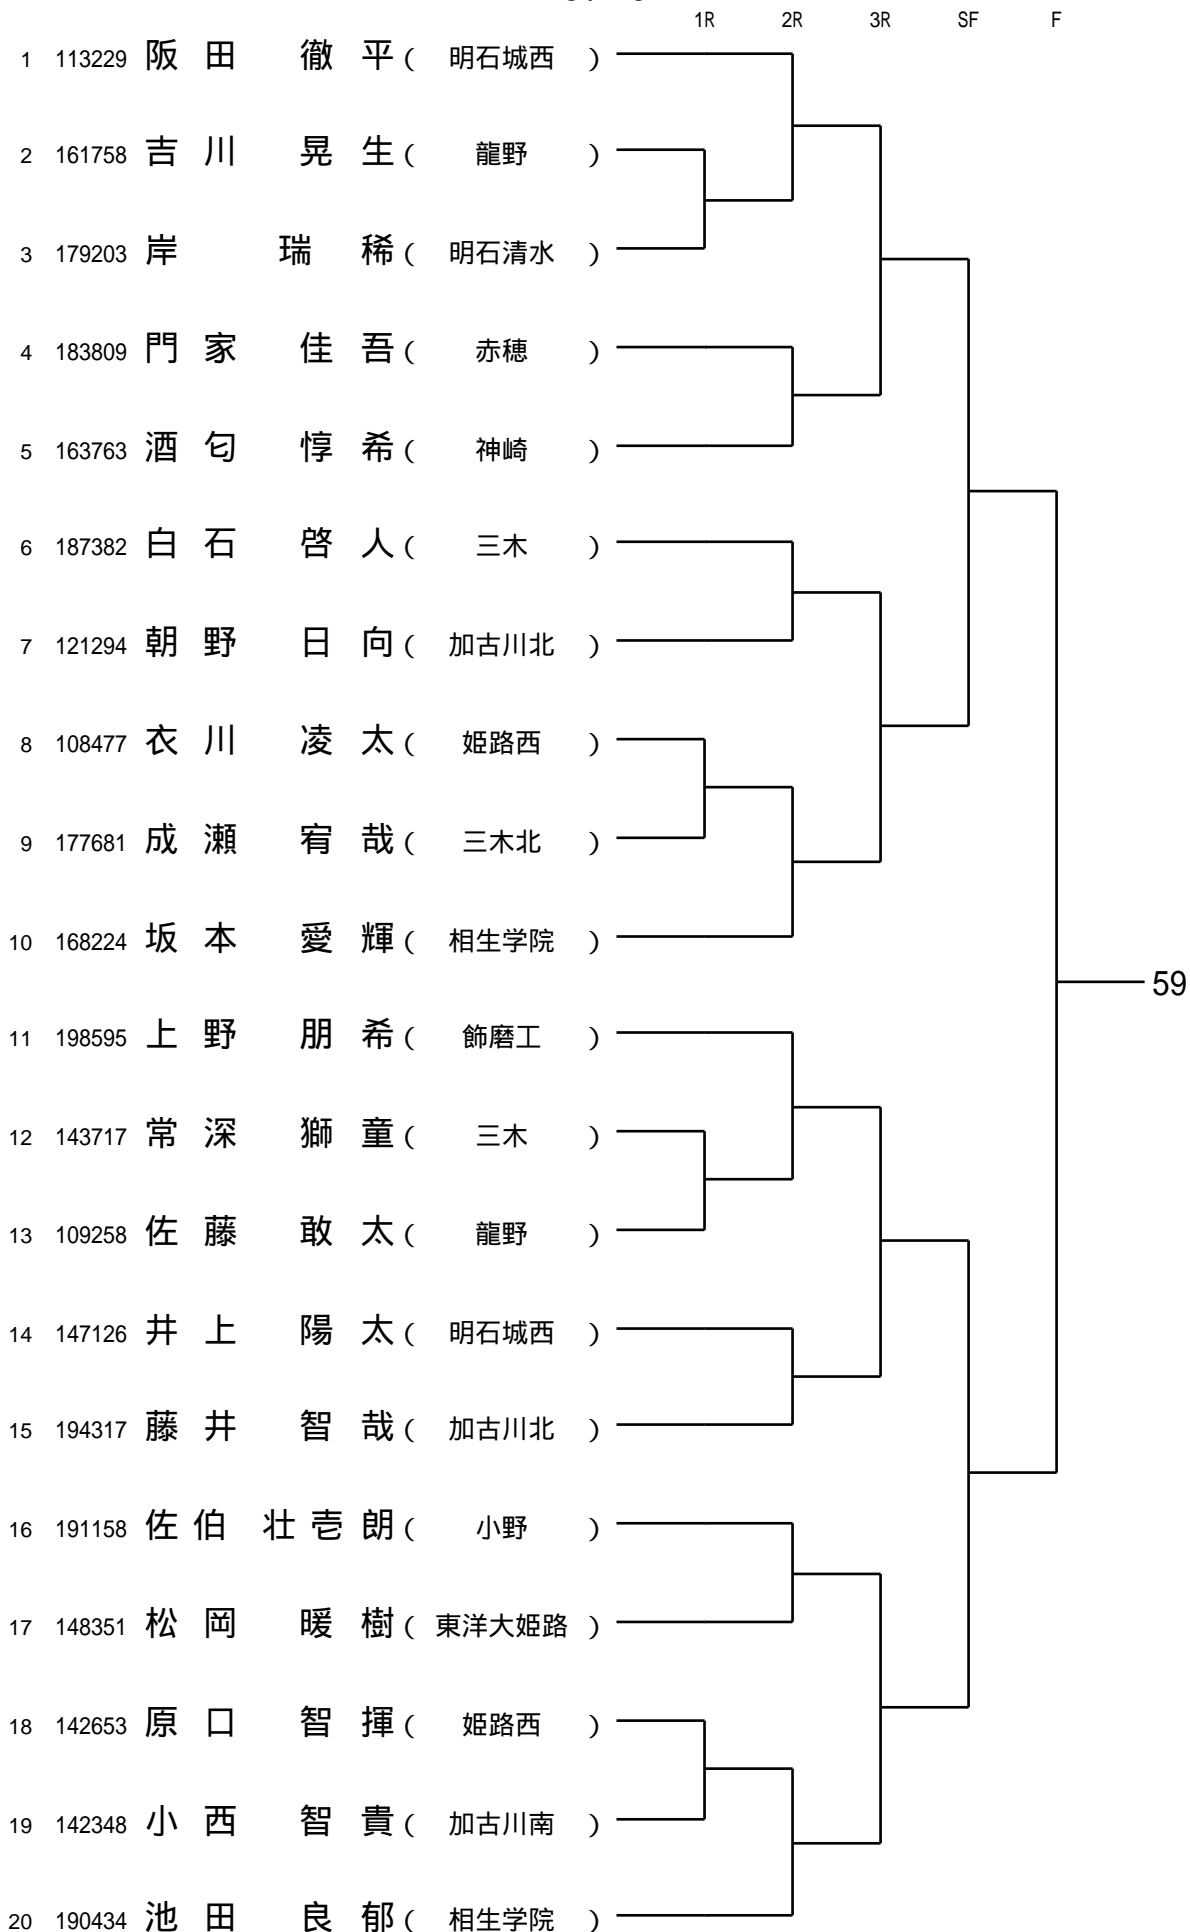 1R 2R 3R SF F
1 113229 阪田 徹平 ( 明石城西 )
2 161758 吉川 晃生 ( 龍野 )
3 179203 岸 瑞稀 ( 明石清水 )
4 183809 門家 佳吾 ( 赤穂 )
5 163763 酒匂 惇希 ( 神崎 )
6 187382 白石 啓人 ( 三木 )
7 121294 朝野 日向 ( 加古川北 )
8 108477 衣川 凌太 ( 姫路西 )
9 177681 成瀬 宥哉 ( 三木北 )
10 168224 坂本 愛輝 ( 相生学院 )
59
11 198595 上野 朋希 ( 飾磨工 )
12 143717 常深 獅童 ( 三木 )
13 109258 佐藤 敢太 ( 龍野 )
14 147126 井上 陽太 ( 明石城西 )
15 194317 藤井 智哉 ( 加古川北 )
16 191158 佐伯 壮壱朗 ( 小野 )
17 148351 松岡 暖樹 ( 東洋大姫路 )
18 142653 原口 智揮 ( 姫路西 )
19 142348 小西 智貴 ( 加古川南 )
20 190434 池田 良郁 ( 相生学院 )